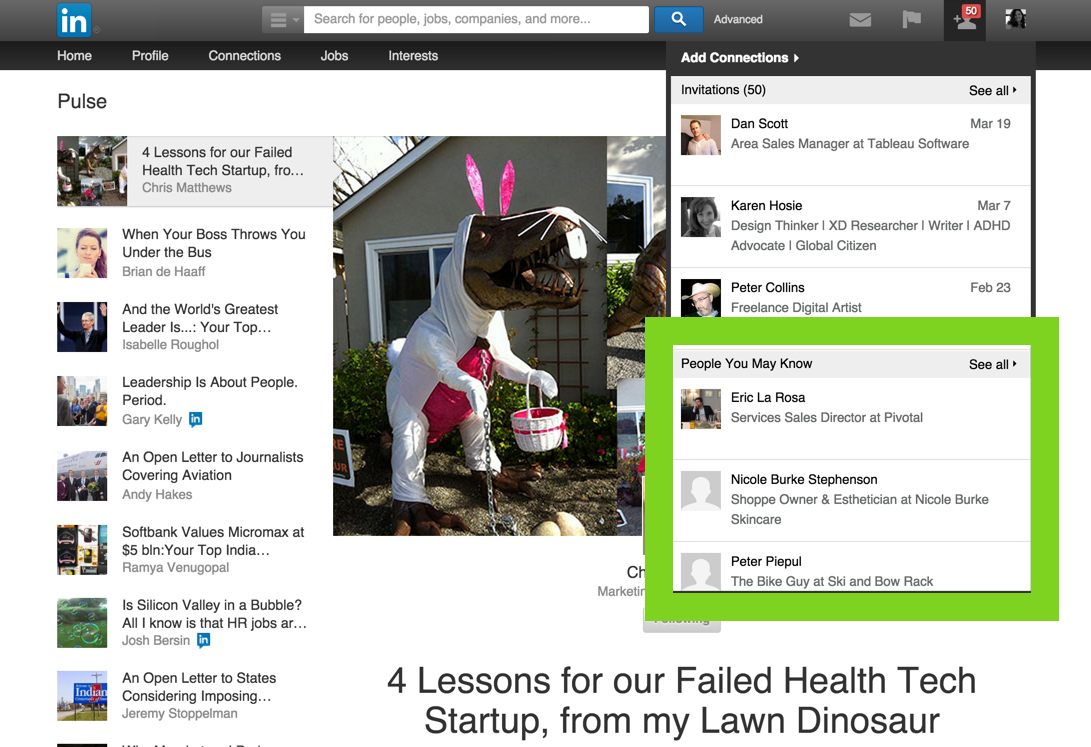 in
Search for people, jobs, companies, and more...
Advanced
50
Home
Profile
Connections
Jobs
Interests
Add Connections
Invitations (50)
See all
Dan Scott
Mar 19
Area Sales Manager at Tableau Software
Karen Hosie
Mar 7
Design Thinker | XD Researcher | Writer | ADHD
Advocate | Global Citizen
Peter Collins
Feb 23
Freelance Digital Artist
People You May Know
See all
Eric La Rosa
Services Sales Director at Pivotal
Nicole Burke Stephenson
Shoppe Owner & Esthetician at Nicole Burke
Skincare
Peter Piepul
The Bike Guy at Ski and Bow Rack
Pulse
4 Lessons for our Failed
Health Tech Startup, fro…
Chris Matthews
When Your Boss Throws You
Under the Bus
Brian de Haaff
And the World's Greatest
Leader Is...: Your Top…
Isabelle Roughol
Leadership Is About People.
Period.
Gary Kelly in
An Open Letter to Journalists
Covering Aviation
Andy Hakes
Softbank Values Micromax at
$5 bln:Your Top India…
Ramya Venugopal
Is Silicon Valley in a Bubble?
All I know is that HR jobs ar…
Josh Bersin in
An Open Letter to States
Considering Imposing…
Jeremy Stoppelman
Indian
Ch
Marketin
Following
4 Lessons for our Failed Health Tech
Startup, from my Lawn Dinosaur